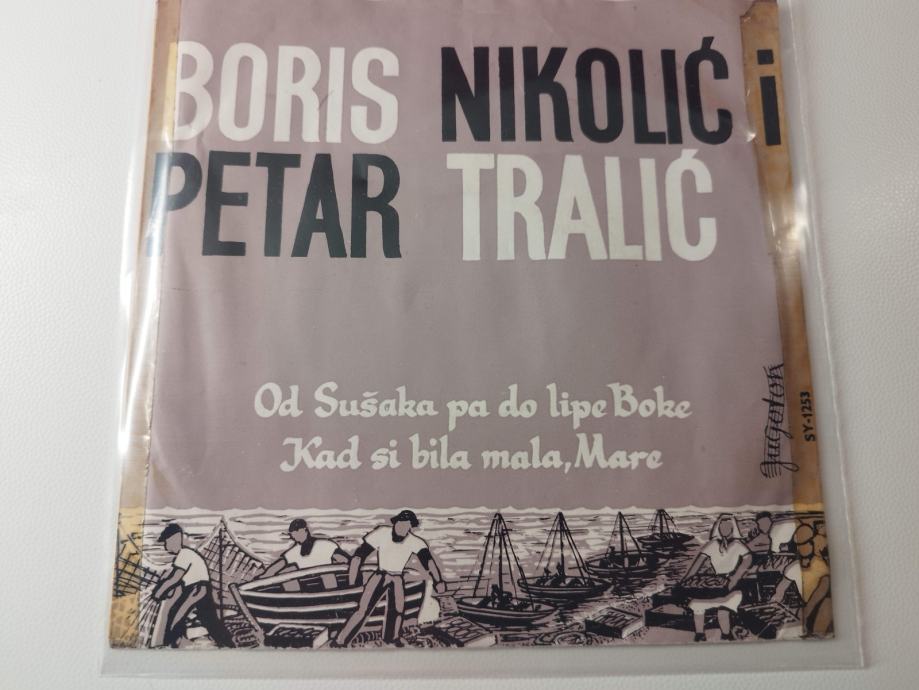 BORIS NIKOLIĆ i
PETAR TRALIĆ
Od Sušaka pa do lipe Boke
Kad si bila mala, Mare
jugoton
SY-1253